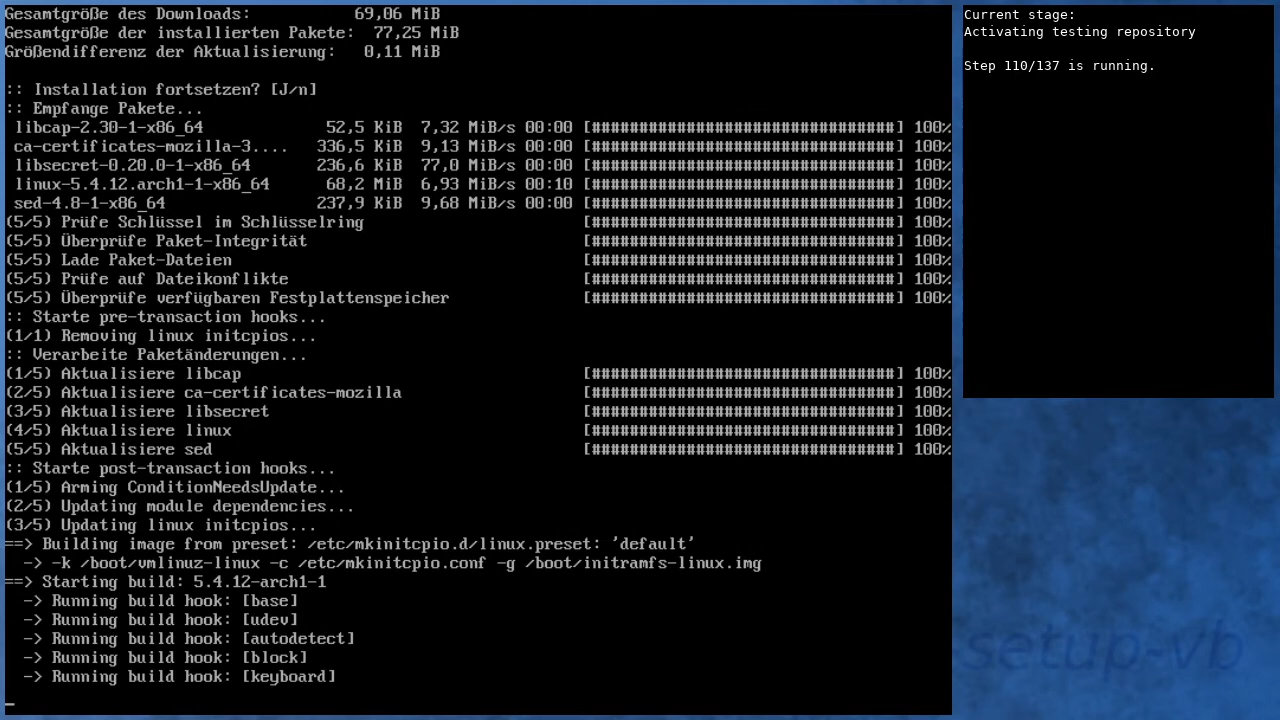 Gesamtgröße des Downloads:           69,06 MiB
Gesamtgröße der installierten Pakete:  77,25 MiB
Größendifferenz der Aktualisierung:   0,11 MiB
:: Installation fortsetzen? [J/n]
:: Empfange Pakete...
 libcap-2.30-1-x86_64             52,5 KiB  7,32 MiB/s 00:00 [################################] 100%
 ca-certificates-mozilla-3....   336,5 KiB  9,13 MiB/s 00:00 [################################] 100%
 libsecret-0.20.0-1-x86_64       236,6 KiB  77,0 MiB/s 00:00 [################################] 100%
 linux-5.4.12.arch1-1-x86_64      68,2 MiB  6,93 MiB/s 00:10 [################################] 100%
 sed-4.8-1-x86_64                237,9 KiB  9,68 MiB/s 00:00 [################################] 100%
(5/5) Prüfe Schlüssel im Schlüsselring                       [################################] 100%
(5/5) Überprüfe Paket-Integrität                             [################################] 100%
(5/5) Lade Paket-Dateien                                     [################################] 100%
(5/5) Prüfe auf Dateikonflikte                               [################################] 100%
(5/5) Überprüfe verfügbaren Festplattenspeicher              [################################] 100%
:: Starte pre-transaction hooks...
(1/1) Removing linux initcpios...
:: Verarbeite Paketänderungen...
(1/5) Aktualisiere libcap                                    [################################] 100%
(2/5) Aktualisiere ca-certificates-mozilla                   [################################] 100%
(3/5) Aktualisiere libsecret                                 [################################] 100%
(4/5) Aktualisiere linux                                     [################################] 100%
(5/5) Aktualisiere sed                                       [################################] 100%
:: Starte post-transaction hooks...
(1/5) Arming ConditionNeedsUpdate...
(2/5) Updating module dependencies...
(3/5) Updating linux initcpios...
==> Building image from preset: /etc/mkinitcpio.d/linux.preset: 'default'
  -> -k /boot/vmlinuz-linux -c /etc/mkinitcpio.conf -g /boot/initramfs-linux.img
==> Starting build: 5.4.12-arch1-1
  -> Running build hook: [base]
  -> Running build hook: [udev]
  -> Running build hook: [autodetect]
  -> Running build hook: [block]
  -> Running build hook: [keyboard]
Current stage:
Activating testing repository
Step 110/137 is running.
setup-vb